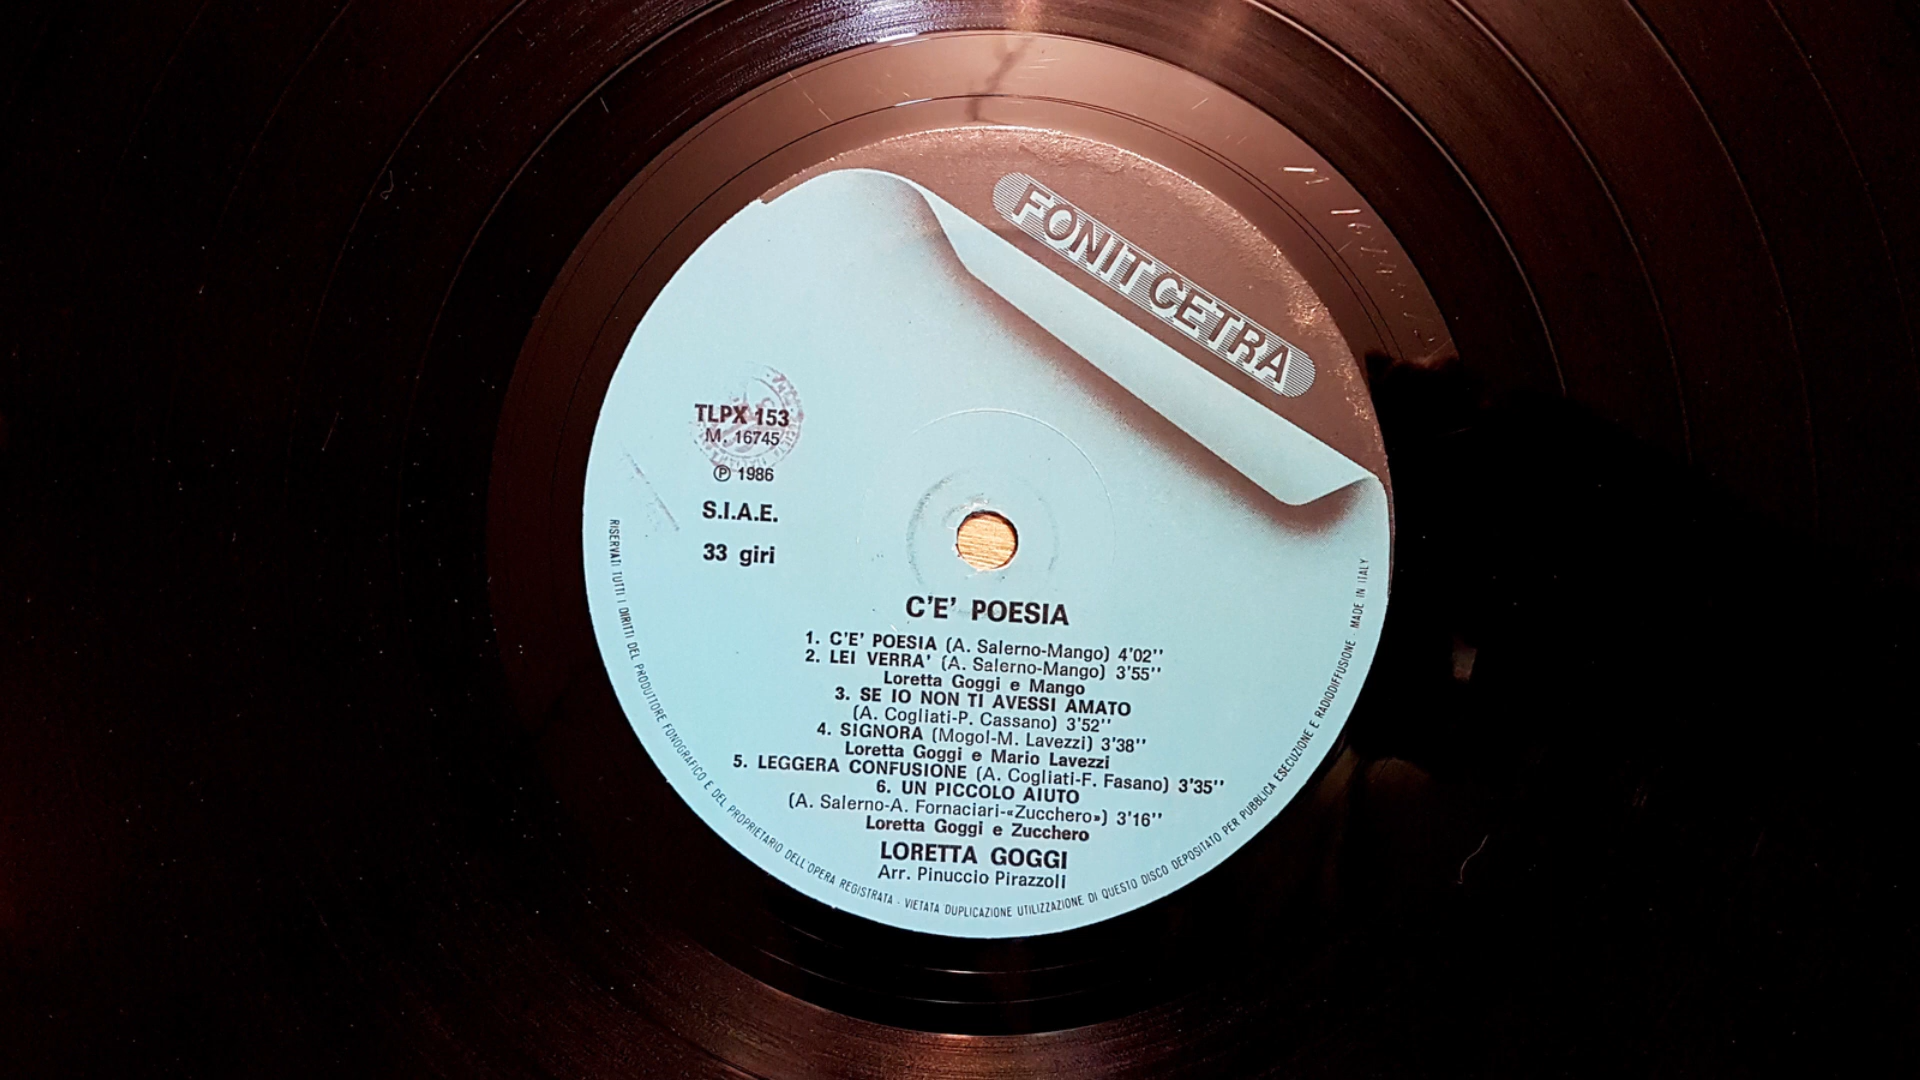 FONIT CETRA
TLPX 153
M. 16745
Ⓟ 1986
S.I.A.E.
33 giri
C'E' POESIA
1. C'E' POESIA (A. Salerno-Mango) 4'02''
2. LEI VERRA' (A. Salerno-Mango) 3'55''
Loretta Goggi e Mango
3. SE IO NON TI AVESSI AMATO
(A. Cogliati-P. Cassano) 3'52''
4. SIGNORA (Mogol-M. Lavezzi) 3'38''
Loretta Goggi e Mario Lavezzi
5. LEGGERA CONFUSIONE (A. Cogliati-F. Fasano) 3'35''
6. UN PICCOLO AIUTO
(A. Salerno-A. Fornaciari-«Zucchero») 3'16''
Loretta Goggi e Zucchero
LORETTA GOGGI
Arr. Pinuccio Pirazzoli
RISERVATI TUTTI I DIRITTI DEL PRODUTTORE FONOGRAFICO E DEL PROPRIETARIO DELL'OPERA REGISTRATA - VIETATA DUPLICAZIONE UTILIZZAZIONE DI QUESTO DISCO DEPOSITATO PER PUBBLICA ESECUZIONE E RADIODIFFUSIONE - MADE IN ITALY